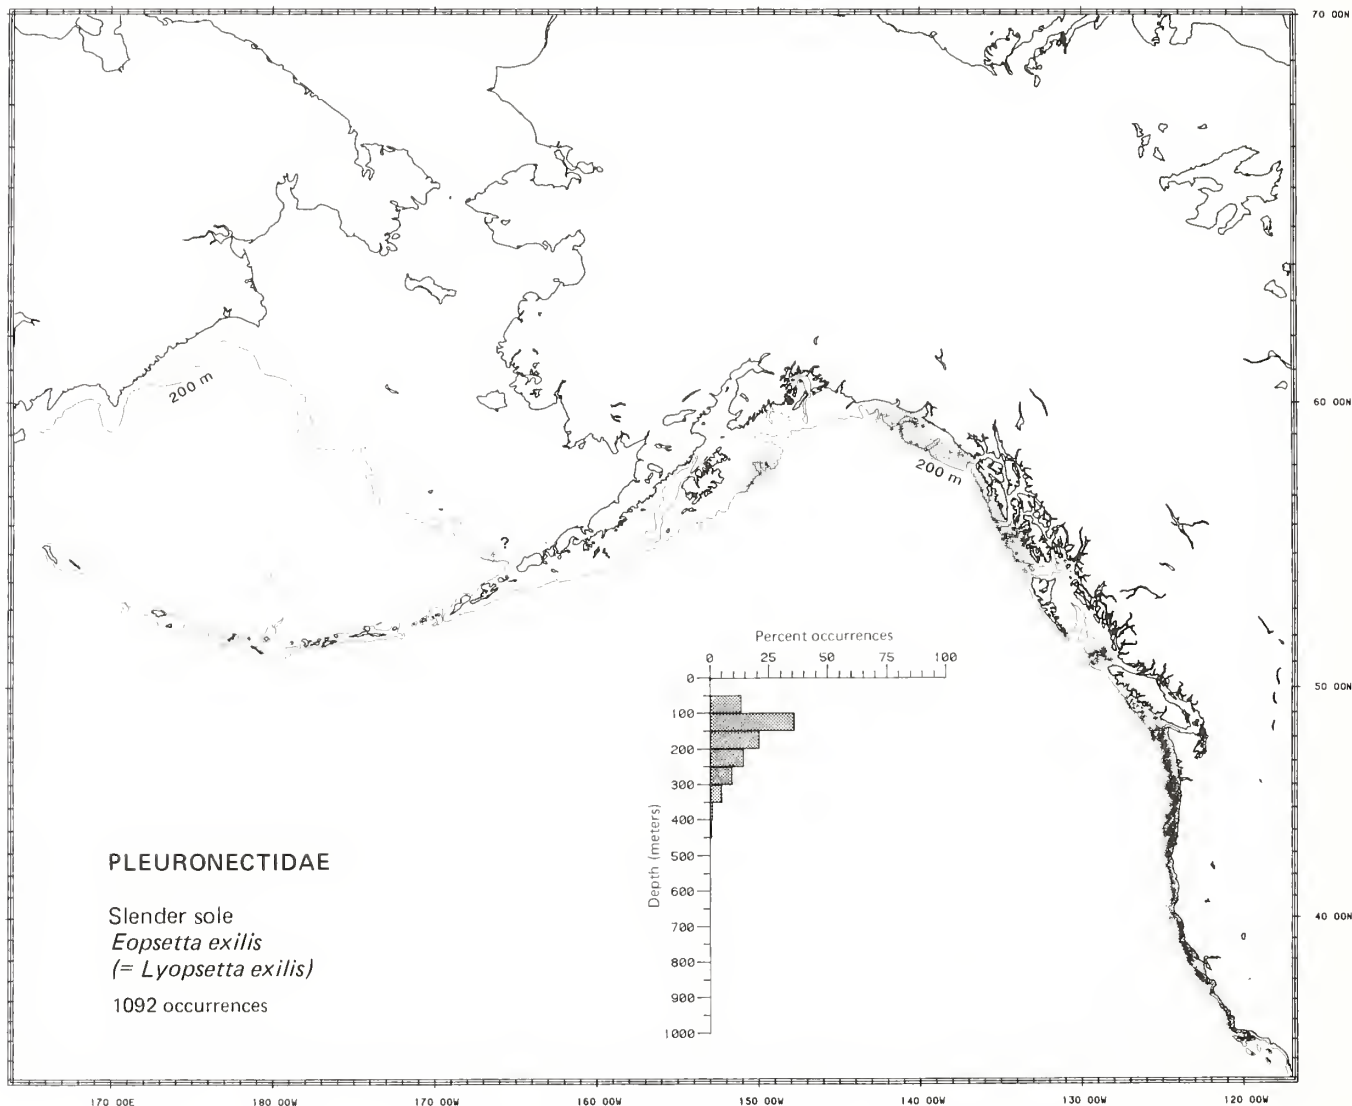 70 00N
200 m
60 00N
200 m
?
Percent occurrences
0 25 50 75 100
0
50 00N
100
200
300
400
Depth (meters)
500
600
700
800
900
1000
PLEURONECTIDAE
Slender sole
Eopsetta exilis
(= Lyopsetta exilis)
1092 occurrences
40 00N
170 00E 180 00W 170 00W 160 00W 150 00W 140 00W 130 00W 120 00W